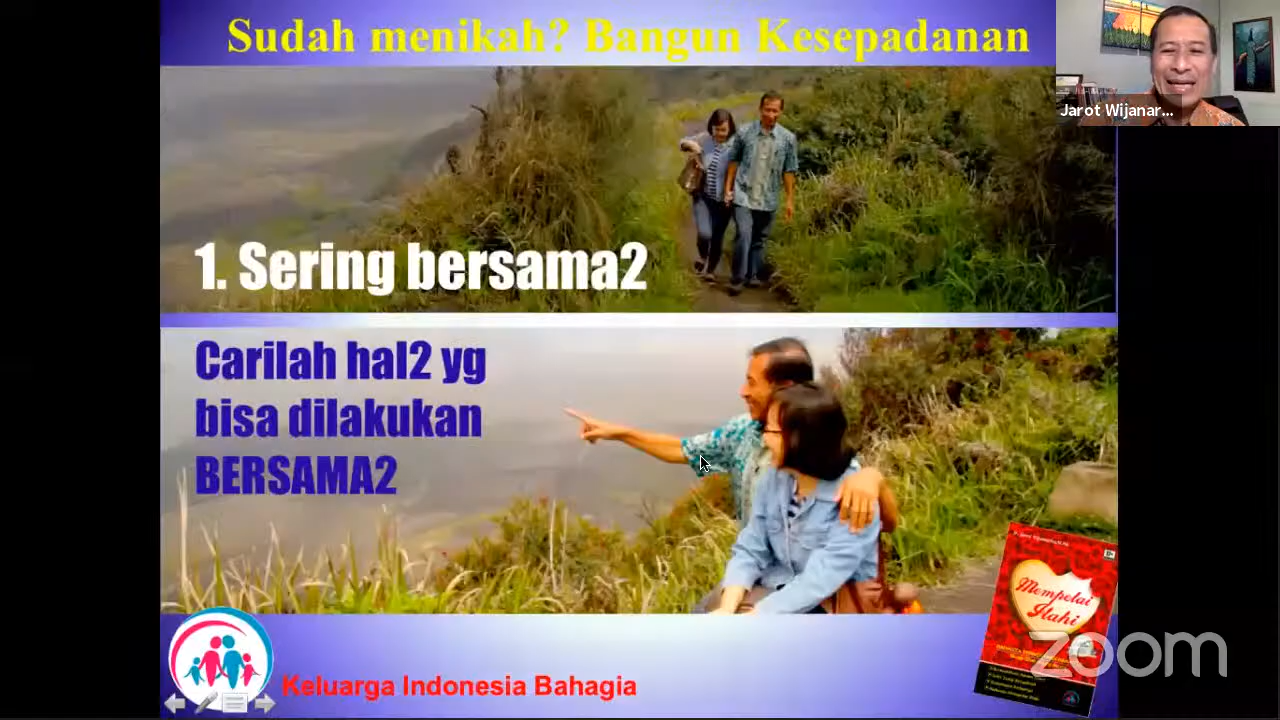 Sudah menikah? Bangun Kesepadanan
Jarot Wijanar...
1. Sering bersama2
Carilah hal2 yg
bisa dilakukan
BERSAMA2
Mempelai
Ilahi
zoom
Keluarga Indonesia Bahagia